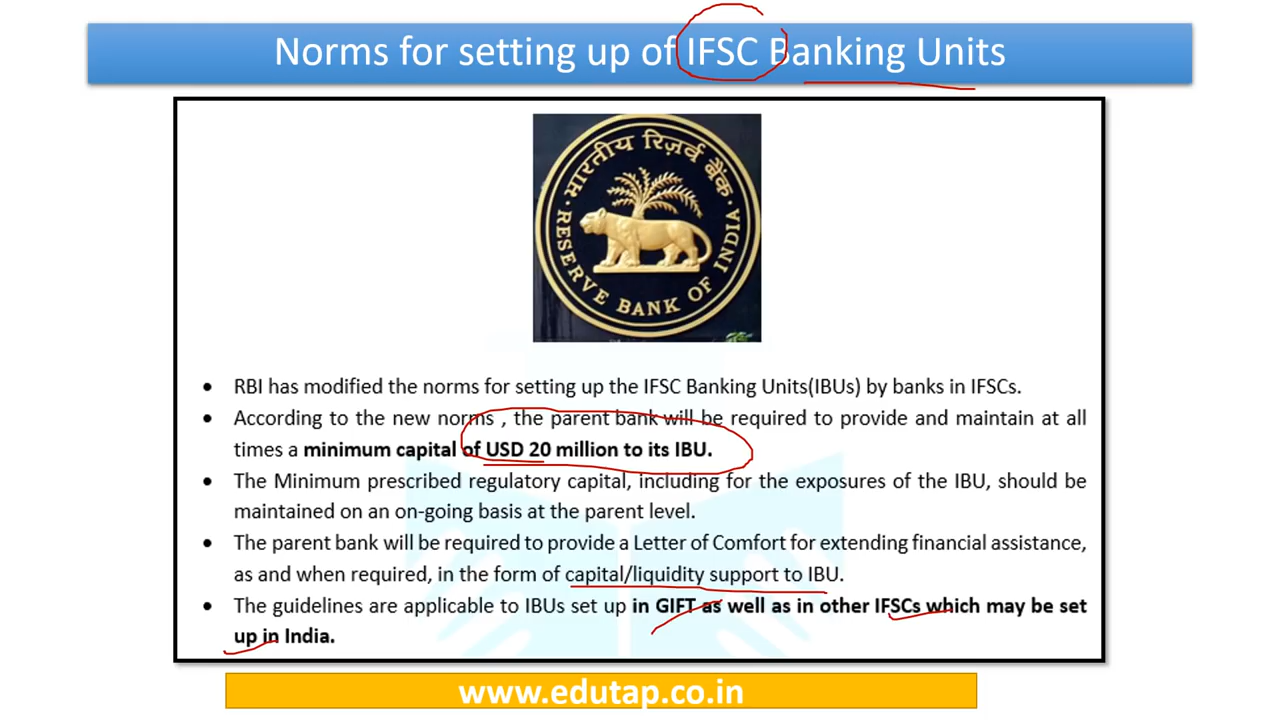 Norms for setting up of IFSC Banking Units
भारतीय रिज़र्व बैंक
RESERVE BANK OF INDIA
• RBI has modified the norms for setting up the IFSC Banking Units(IBUs) by banks in IFSCs.
• According to the new norms , the parent bank will be required to provide and maintain at all
times a minimum capital of USD 20 million to its IBU.
• The Minimum prescribed regulatory capital, including for the exposures of the IBU, should be
maintained on an on-going basis at the parent level.
• The parent bank will be required to provide a Letter of Comfort for extending financial assistance,
as and when required, in the form of capital/liquidity support to IBU.
• The guidelines are applicable to IBUs set up in GIFT as well as in other IFSCs which may be set
up in India.
www.edutap.co.in